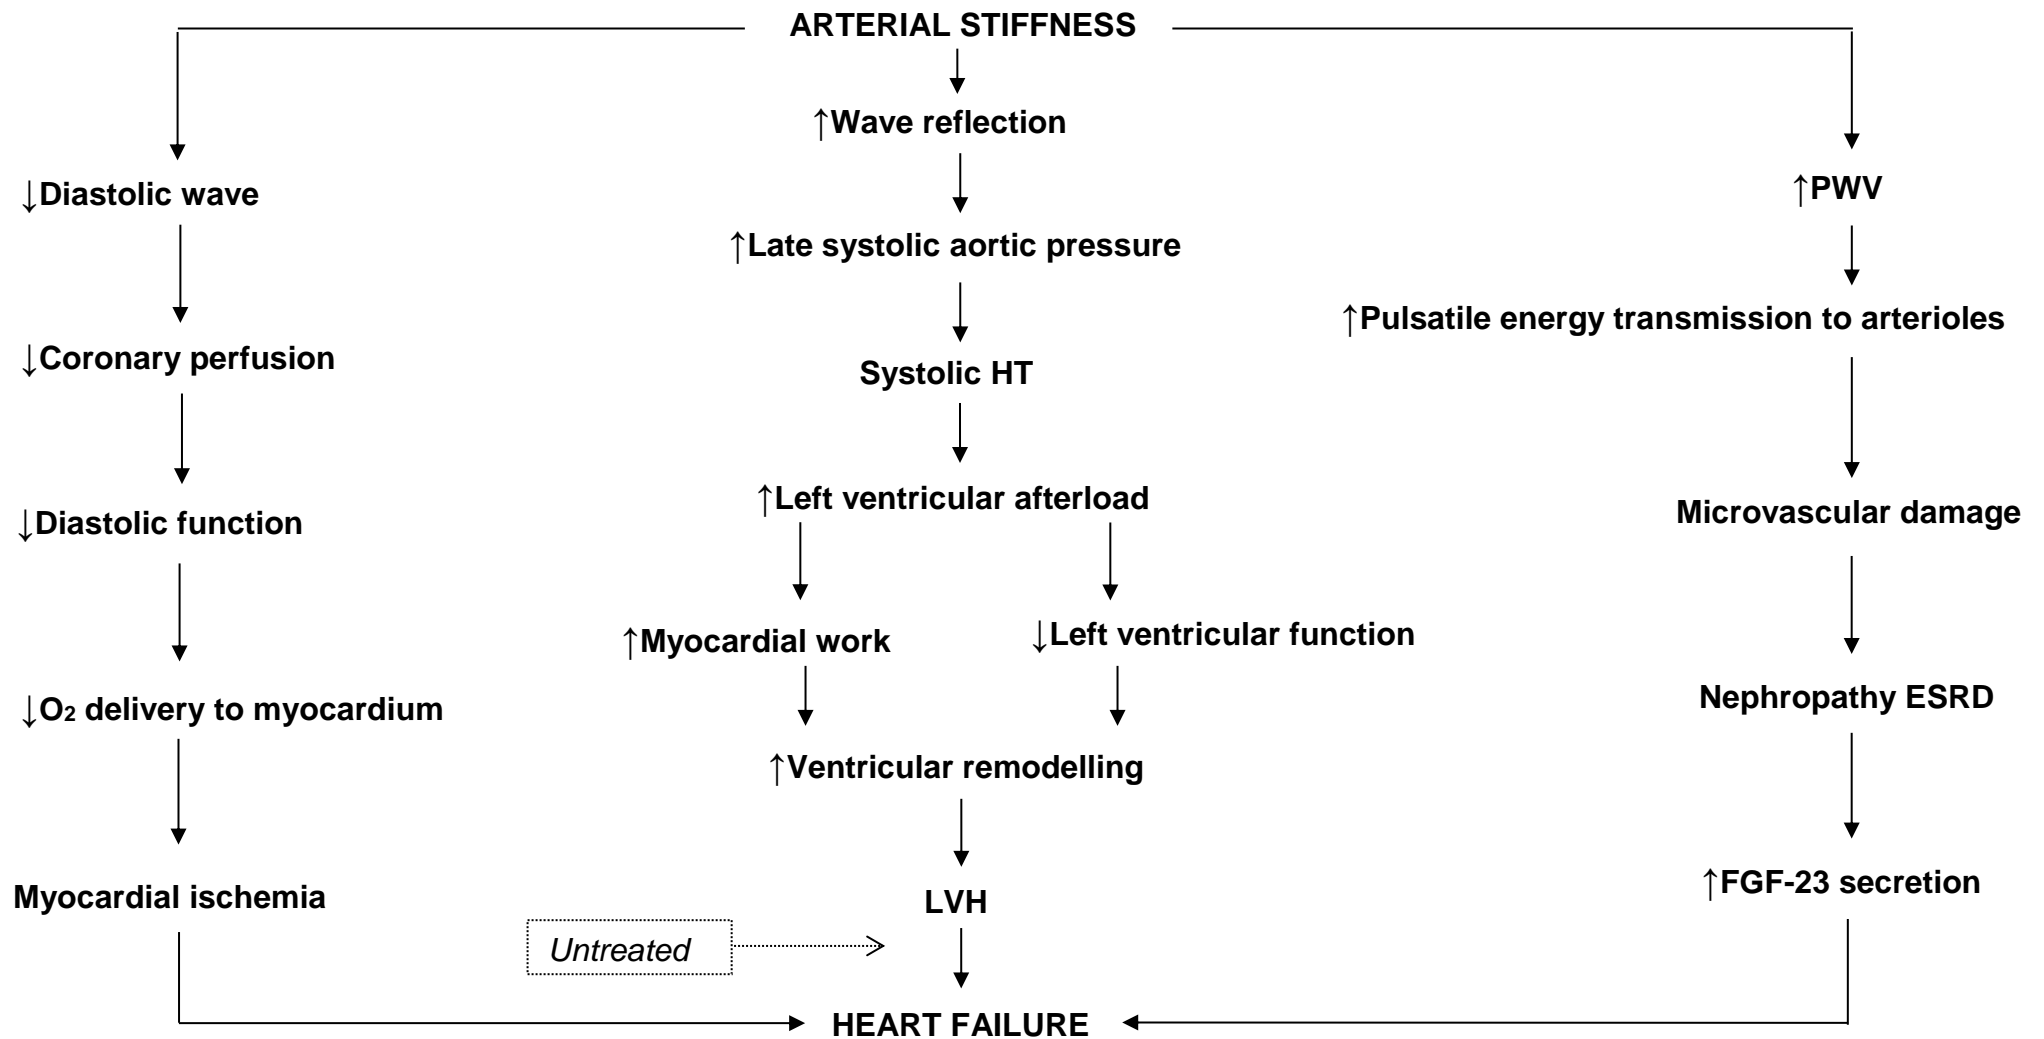 ARTERIAL STIFFNESS
↓Diastolic wave
↓Coronary perfusion
↓Diastolic function
↓O₂ delivery to myocardium
Myocardial ischemia
↑Wave reflection
↑Late systolic aortic pressure
Systolic HT
↑Left ventricular afterload
↑Myocardial work
↓Left ventricular function
↑Ventricular remodelling
LVH
Untreated
↑PWV
↑Pulsatile energy transmission to arterioles
Microvascular damage
Nephropathy ESRD
↑FGF-23 secretion
HEART FAILURE